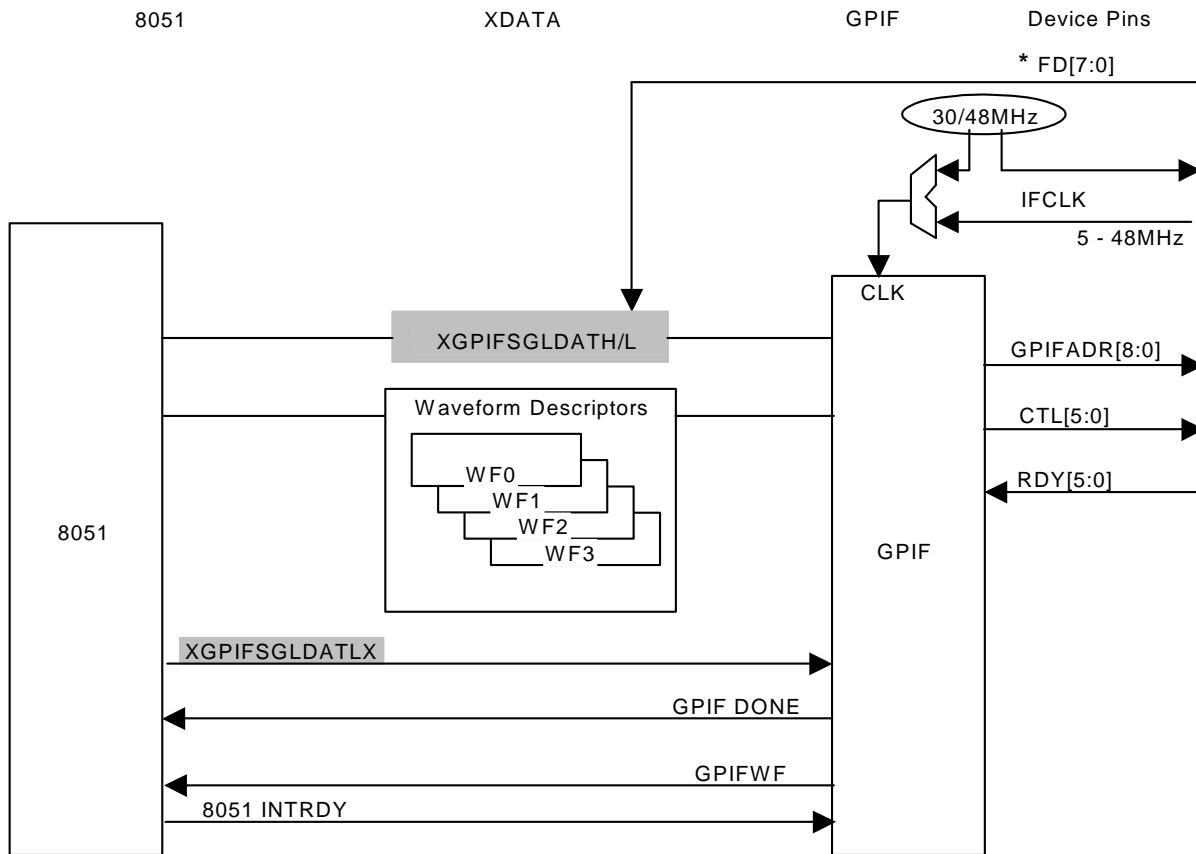 8051 XDATA GPIF Device Pins
* FD[7:0]
30/48MHz
IFCLK
5 - 48MHz
CLK
XGPIFSGLDATH/L
GPIFADR[8:0]
Waveform Descriptors
CTL[5:0]
WF0
RDY[5:0]
WF1
WF2
8051
WF3
GPIF
XGPIFSGLDATLX
GPIF DONE
GPIFWF
8051 INTRDY